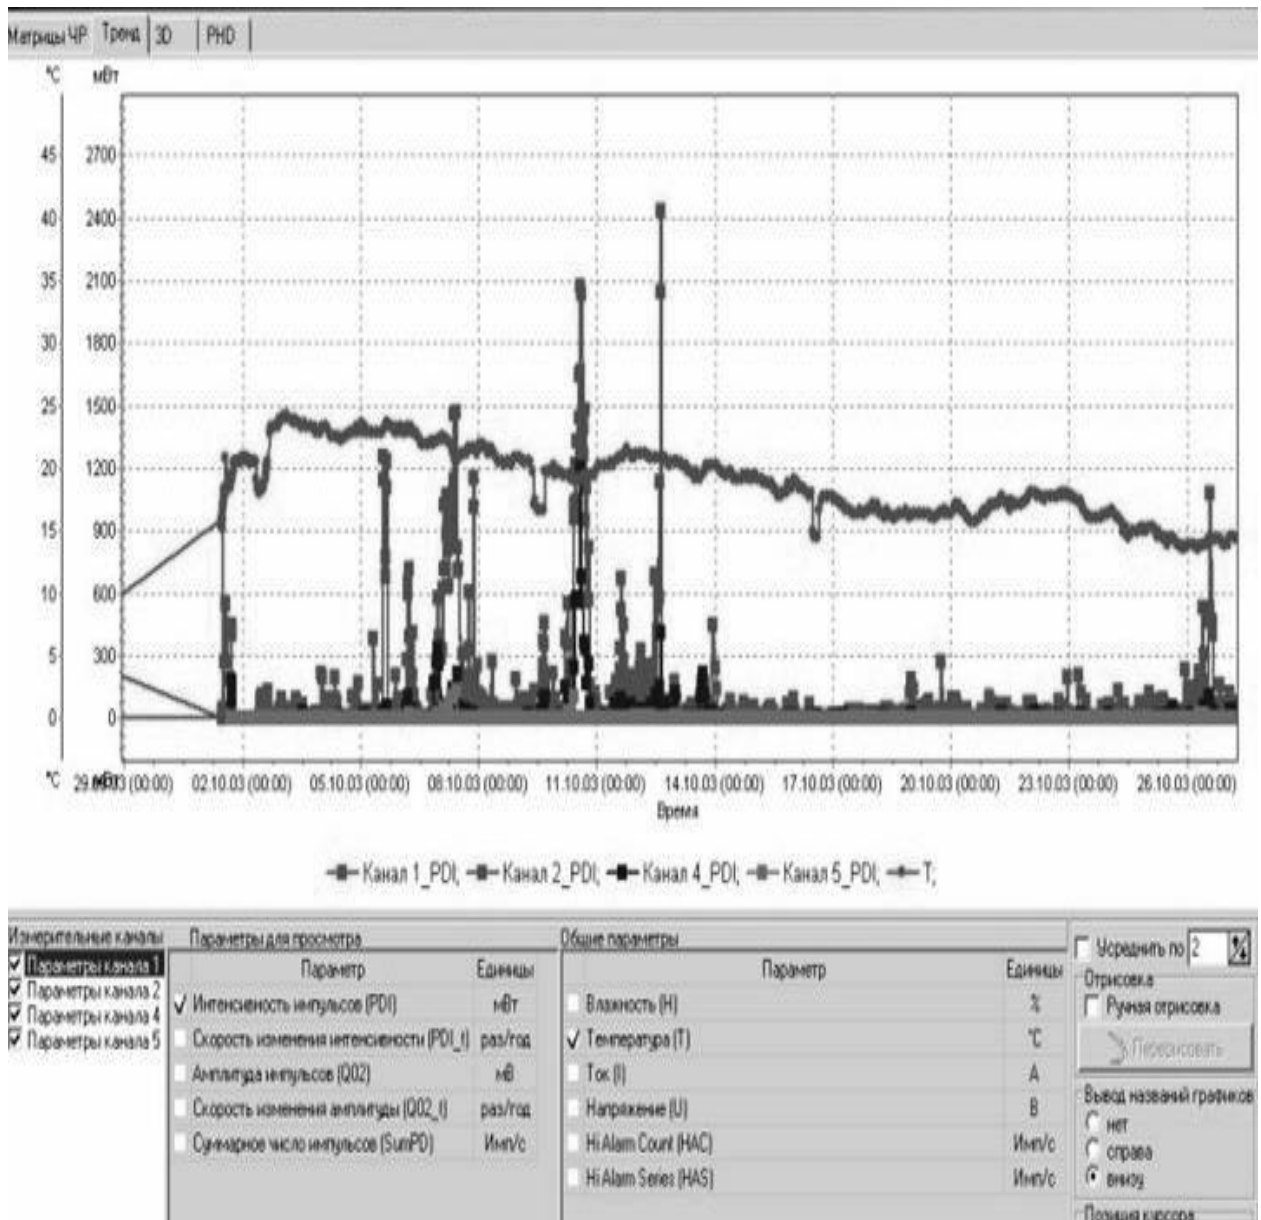 Матрицы ЧР Тренд 3D PHD
°C мВт
45 2700
40 2400
35 2100
30 1800
25 1500
20 1200
15 900
10 600
5 300
0 0
°C мВт
02.10.03 (00:00) 05.10.03 (00:00) 08.10.03 (00:00) 11.10.03 (00:00) 14.10.03 (00:00) 17.10.03 (00:00) 20.10.03 (00:00) 23.10.03 (00:00) 26.10.03 (00:00)
Время
Канал 1_PDI; Канал 2_PDI; Канал 4_PDI; Канал 5_PDI; T;
Измерительные каналы
Параметры канала 1
Параметры канала 2
Параметры канала 4
Параметры канала 5
Параметры для просмотра
Параметр Единицы
Интенсивность импульсов (PDI) мВт
Скорость изменения интенсивности (PDI_t) раз/год
Амплитуда импульсов (Q02) мВ
Скорость изменения амплитуды (Q02_t) раз/год
Суммарное число импульсов (SumPD) Имп/с
Общие параметры
Параметр Единицы
Влажность (H) %
Температура (T) °C
Ток (I) А
Напряжение (U) В
Hi Alarm Count (HAC) Имп/с
Hi Alarm Series (HAS) Имп/с
Усреднить по 2
Отрисовка
Ручная отрисовка
Перерисовать
Вывод названий графиков
нет
справа
внизу
Позиция курсора